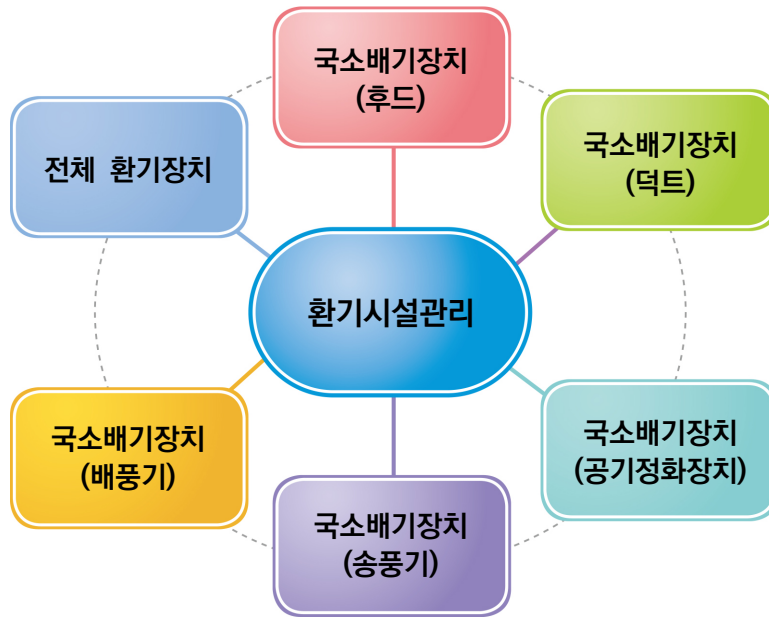 국소배기장치
(후드)
전체 환기장치
국소배기장치
(덕트)
환기시설관리
국소배기장치
(배풍기)
국소배기장치
(공기정화장치)
국소배기장치
(송풍기)